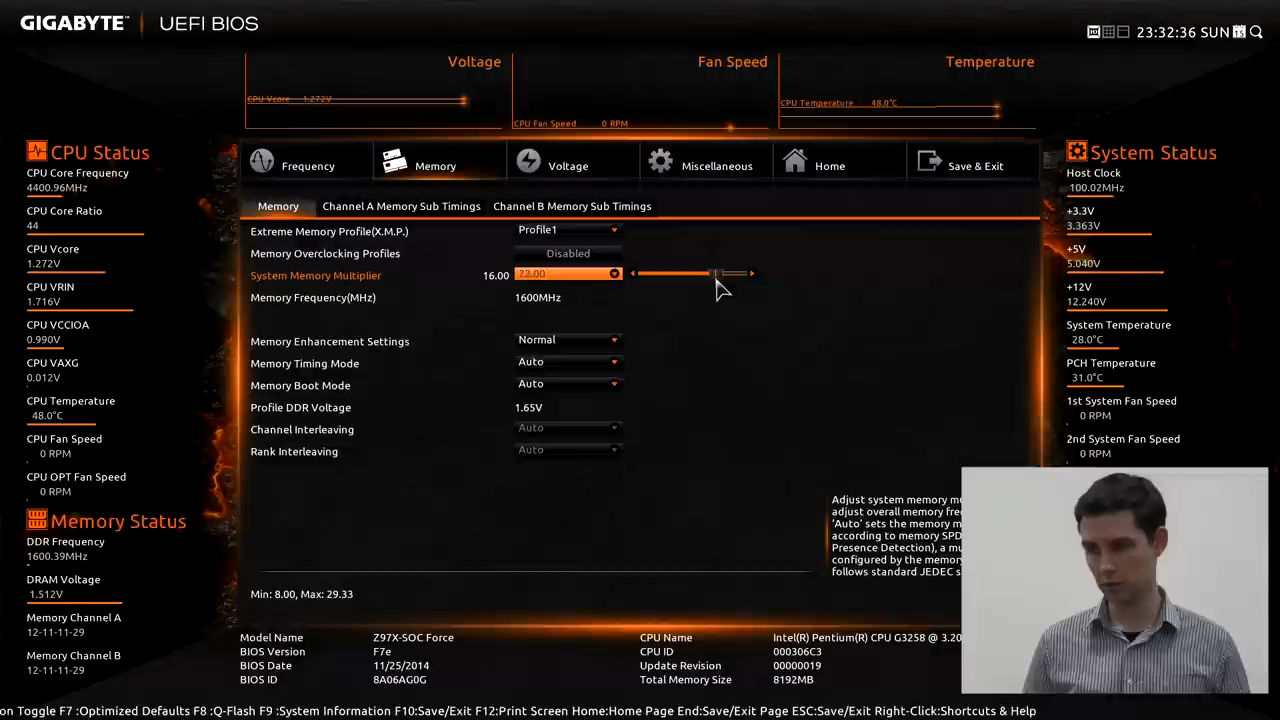 GIGABYTE™ UEFI BIOS
23:32:36 SUN
Voltage
Fan Speed
Temperature
CPU Vcore 1.272V
CPU Fan Speed 0 RPM
CPU Temperature 48.0°C
CPU Status
CPU Core Frequency
4400.96MHz
CPU Core Ratio
44
CPU Vcore
1.272V
CPU VRIN
1.716V
CPU VCCIOA
0.990V
CPU VAXG
0.012V
CPU Temperature
48.0°C
CPU Fan Speed
0 RPM
CPU OPT Fan Speed
0 RPM
Memory Status
DDR Frequency
1600.39MHz
DRAM Voltage
1.512V
Memory Channel A
12-11-11-29
Memory Channel B
12-11-11-29
Frequency
Memory
Voltage
Miscellaneous
Home
Save & Exit
Memory
Channel A Memory Sub Timings
Channel B Memory Sub Timings
Extreme Memory Profile(X.M.P.) Profile1
Memory Overclocking Profiles Disabled
System Memory Multiplier 16.00
Memory Frequency(MHz) 1600MHz
Memory Enhancement Settings Normal
Memory Timing Mode Auto
Memory Boot Mode Auto
Profile DDR Voltage 1.65V
Channel Interleaving Auto
Rank Interleaving Auto
Adjust system memory
adjust overall memory
'Auto' sets the memory
according to memory SPD
Presence Detection), a
configured by the memory
follows standard JEDEC
Min: 8.00, Max: 29.33
System Status
Host Clock
100.02MHz
+3.3V
3.363V
+5V
5.040V
+12V
12.240V
System Temperature
28.0°C
PCH Temperature
31.0°C
1st System Fan Speed
0 RPM
2nd System Fan Speed
0 RPM
Model Name Z97X-SOC Force
BIOS Version F7e
BIOS Date 11/25/2014
BIOS ID 8A06AG0G
CPU Name Intel(R) Pentium(R) CPU G3258 @ 3.20
CPU ID 000306C3
Update Revision 00000019
Total Memory Size 8192MB
on Toggle F7 :Optimized Defaults F8 :Q-Flash F9 :System Information F10:Save/Exit F12:Print Screen Home:Home Page End:Save/Exit Page ESC:Save/Exit Right-Click:Shortcuts & Help